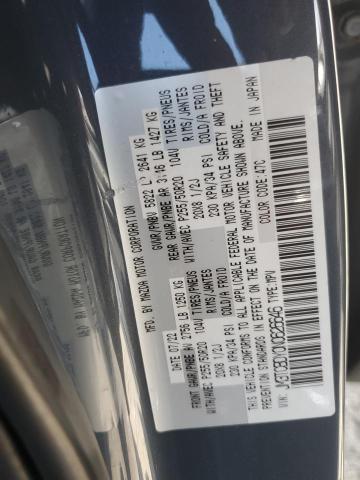 MFD. BY MAZDA MOTOR CORPORATION
DATE: 07/22 GVWR/PNBV 5822 LB 2641 KG
FRONT GAWR/PNBE AV 2756 LB 1250 KG REAR GAWR/PNBE AR 3146 LB 1427 KG
WITH/AVEC P255/50R20 104V TIRES/PNEUS WITH/AVEC P255/50R20 104V TIRES/PNEUS
20X8 1/2J RIMS/JANTES 20X8 1/2J RIMS/JANTES
230 KPA/34 PSI COLD/A FROID 230 KPA/34 PSI COLD/A FROID
THIS VEHICLE CONFORMS TO ALL APPLICABLE FEDERAL MOTOR VEHICLE SAFETY AND THEFT
PREVENTION STANDARDS IN EFFECT ON THE DATE OF MANUFACTURE SHOWN ABOVE.
VIN: TYPE: MPV COLOR CODE: 47C MADE IN JAPAN